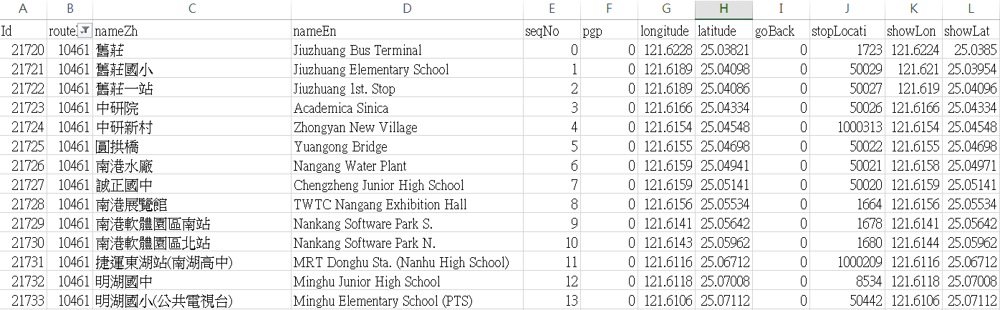 A B C D E F G H I J K L
Id route nameZh nameEn seqNo pgp longitude latitude goBack stopLocati showLon showLat
21720 10461 舊莊 Jiuzhuang Bus Terminal 0 0 121.6228 25.03821 0 1723 121.6224 25.0385
21721 10461 舊莊國小 Jiuzhuang Elementary School 1 0 121.6189 25.04098 0 50029 121.621 25.03954
21722 10461 舊莊一站 Jiuzhuang 1st. Stop 2 0 121.6189 25.04086 0 50027 121.619 25.04096
21723 10461 中研院 Academica Sinica 3 0 121.6166 25.04334 0 50026 121.6166 25.04334
21724 10461 中研新村 Zhongyan New Village 4 0 121.6154 25.04548 0 1000313 121.6154 25.04548
21725 10461 圓拱橋 Yuangong Bridge 5 0 121.6155 25.04698 0 50022 121.6155 25.04698
21726 10461 南港水廠 Nangang Water Plant 6 0 121.6159 25.04941 0 50021 121.6158 25.04971
21727 10461 誠正國中 Chengzheng Junior High School 7 0 121.6159 25.05141 0 50020 121.6159 25.05141
21728 10461 南港展覽館 TWTC Nangang Exhibition Hall 8 0 121.6156 25.05534 0 1664 121.6156 25.05534
21729 10461 南港軟體園區南站 Nankang Software Park S. 9 0 121.6141 25.05642 0 1678 121.6141 25.05642
21730 10461 南港軟體園區北站 Nankang Software Park N. 10 0 121.6143 25.05962 0 1680 121.6144 25.05962
21731 10461 捷運東湖站(南湖高中) MRT Donghu Sta. (Nanhu High School) 11 0 121.6116 25.06712 0 1000209 121.6116 25.06712
21732 10461 明湖國中 Minghu Junior High School 12 0 121.6118 25.07008 0 8534 121.6118 25.07008
21733 10461 明湖國小(公共電視台) Minghu Elementary School (PTS) 13 0 121.6106 25.07112 0 50442 121.6106 25.07112